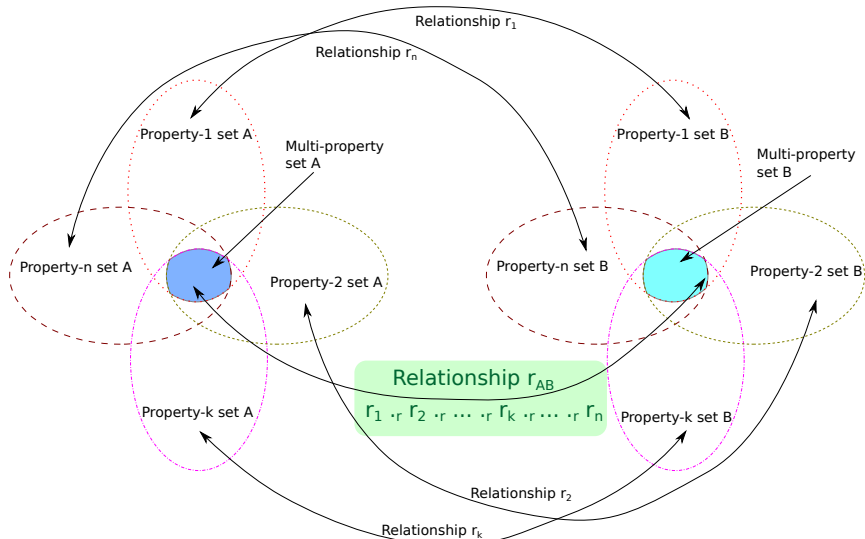 Relationship r₁
Relationship rₙ
Property-1 set A
Multi-property
set A
Property-1 set B
Multi-property
set B
Property-n set A
Property-2 set A
Property-n set B
Property-2 set B
Relationship r_AB
r₁ ·ᵣ r₂ ·ᵣ ... ·ᵣ rₖ ·ᵣ ... ·ᵣ rₙ
Property-k set A
Property-k set B
Relationship r₂
Relationship rₖ